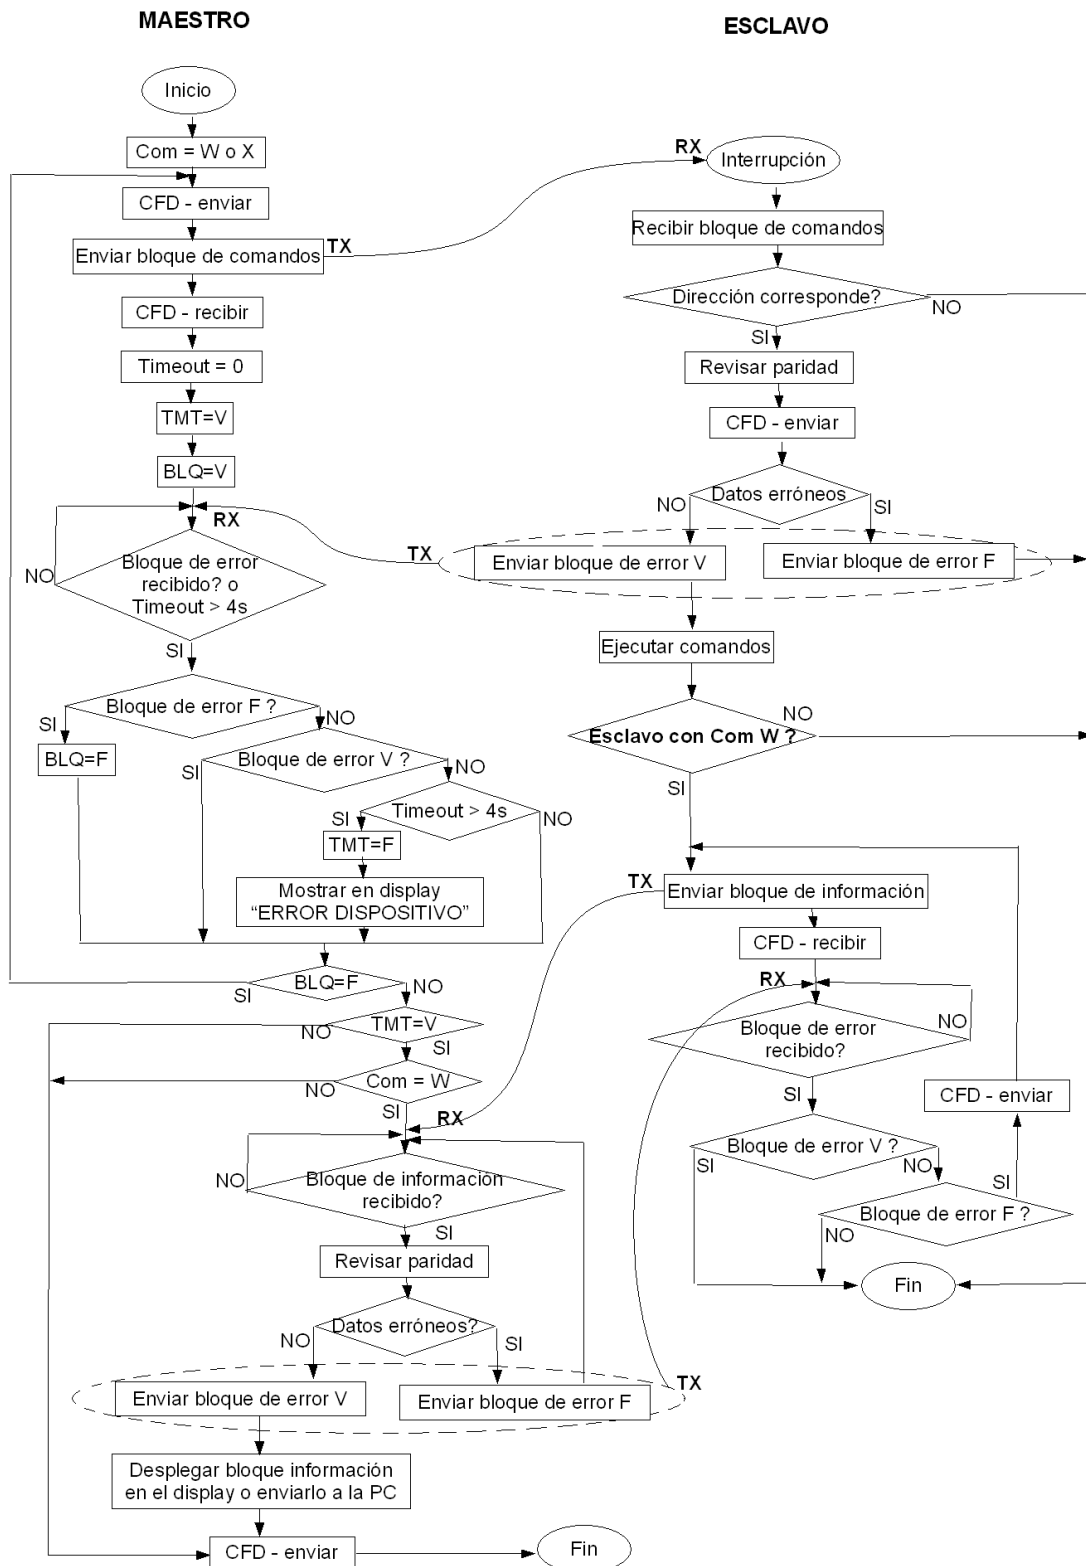 MAESTRO
Inicio
Com = W o X
CFD - enviar
Enviar bloque de comandos
TX
CFD - recibir
Timeout = 0
TMT=V
BLQ=V
RX
Bloque de error
recibido? o
Timeout > 4s
NO
SI
Bloque de error F ?
SI
NO
BLQ=F
Bloque de error V ?
SI
NO
Timeout > 4s
SI
NO
TMT=F
Mostrar en display
“ERROR DISPOSITIVO”
BLQ=F
SI
NO
TMT=V
NO
SI
Com = W
NO
SI
RX
Bloque de información
recibido?
NO
SI
Revisar paridad
Datos erróneos?
NO
SI
Enviar bloque de error V
Enviar bloque de error F
TX
Desplegar bloque información
en el display o enviarlo a la PC
CFD - enviar
Fin
ESCLAVO
RX
Interrupción
Recibir bloque de comandos
Dirección corresponde?
NO
SI
Revisar paridad
CFD - enviar
Datos erróneos
NO
SI
TX
Enviar bloque de error V
Enviar bloque de error F
Ejecutar comandos
Esclavo con Com W ?
NO
SI
TX
Enviar bloque de información
CFD - recibir
RX
Bloque de error
recibido?
NO
SI
CFD - enviar
Bloque de error V ?
SI
NO
SI
Bloque de error F ?
NO
Fin